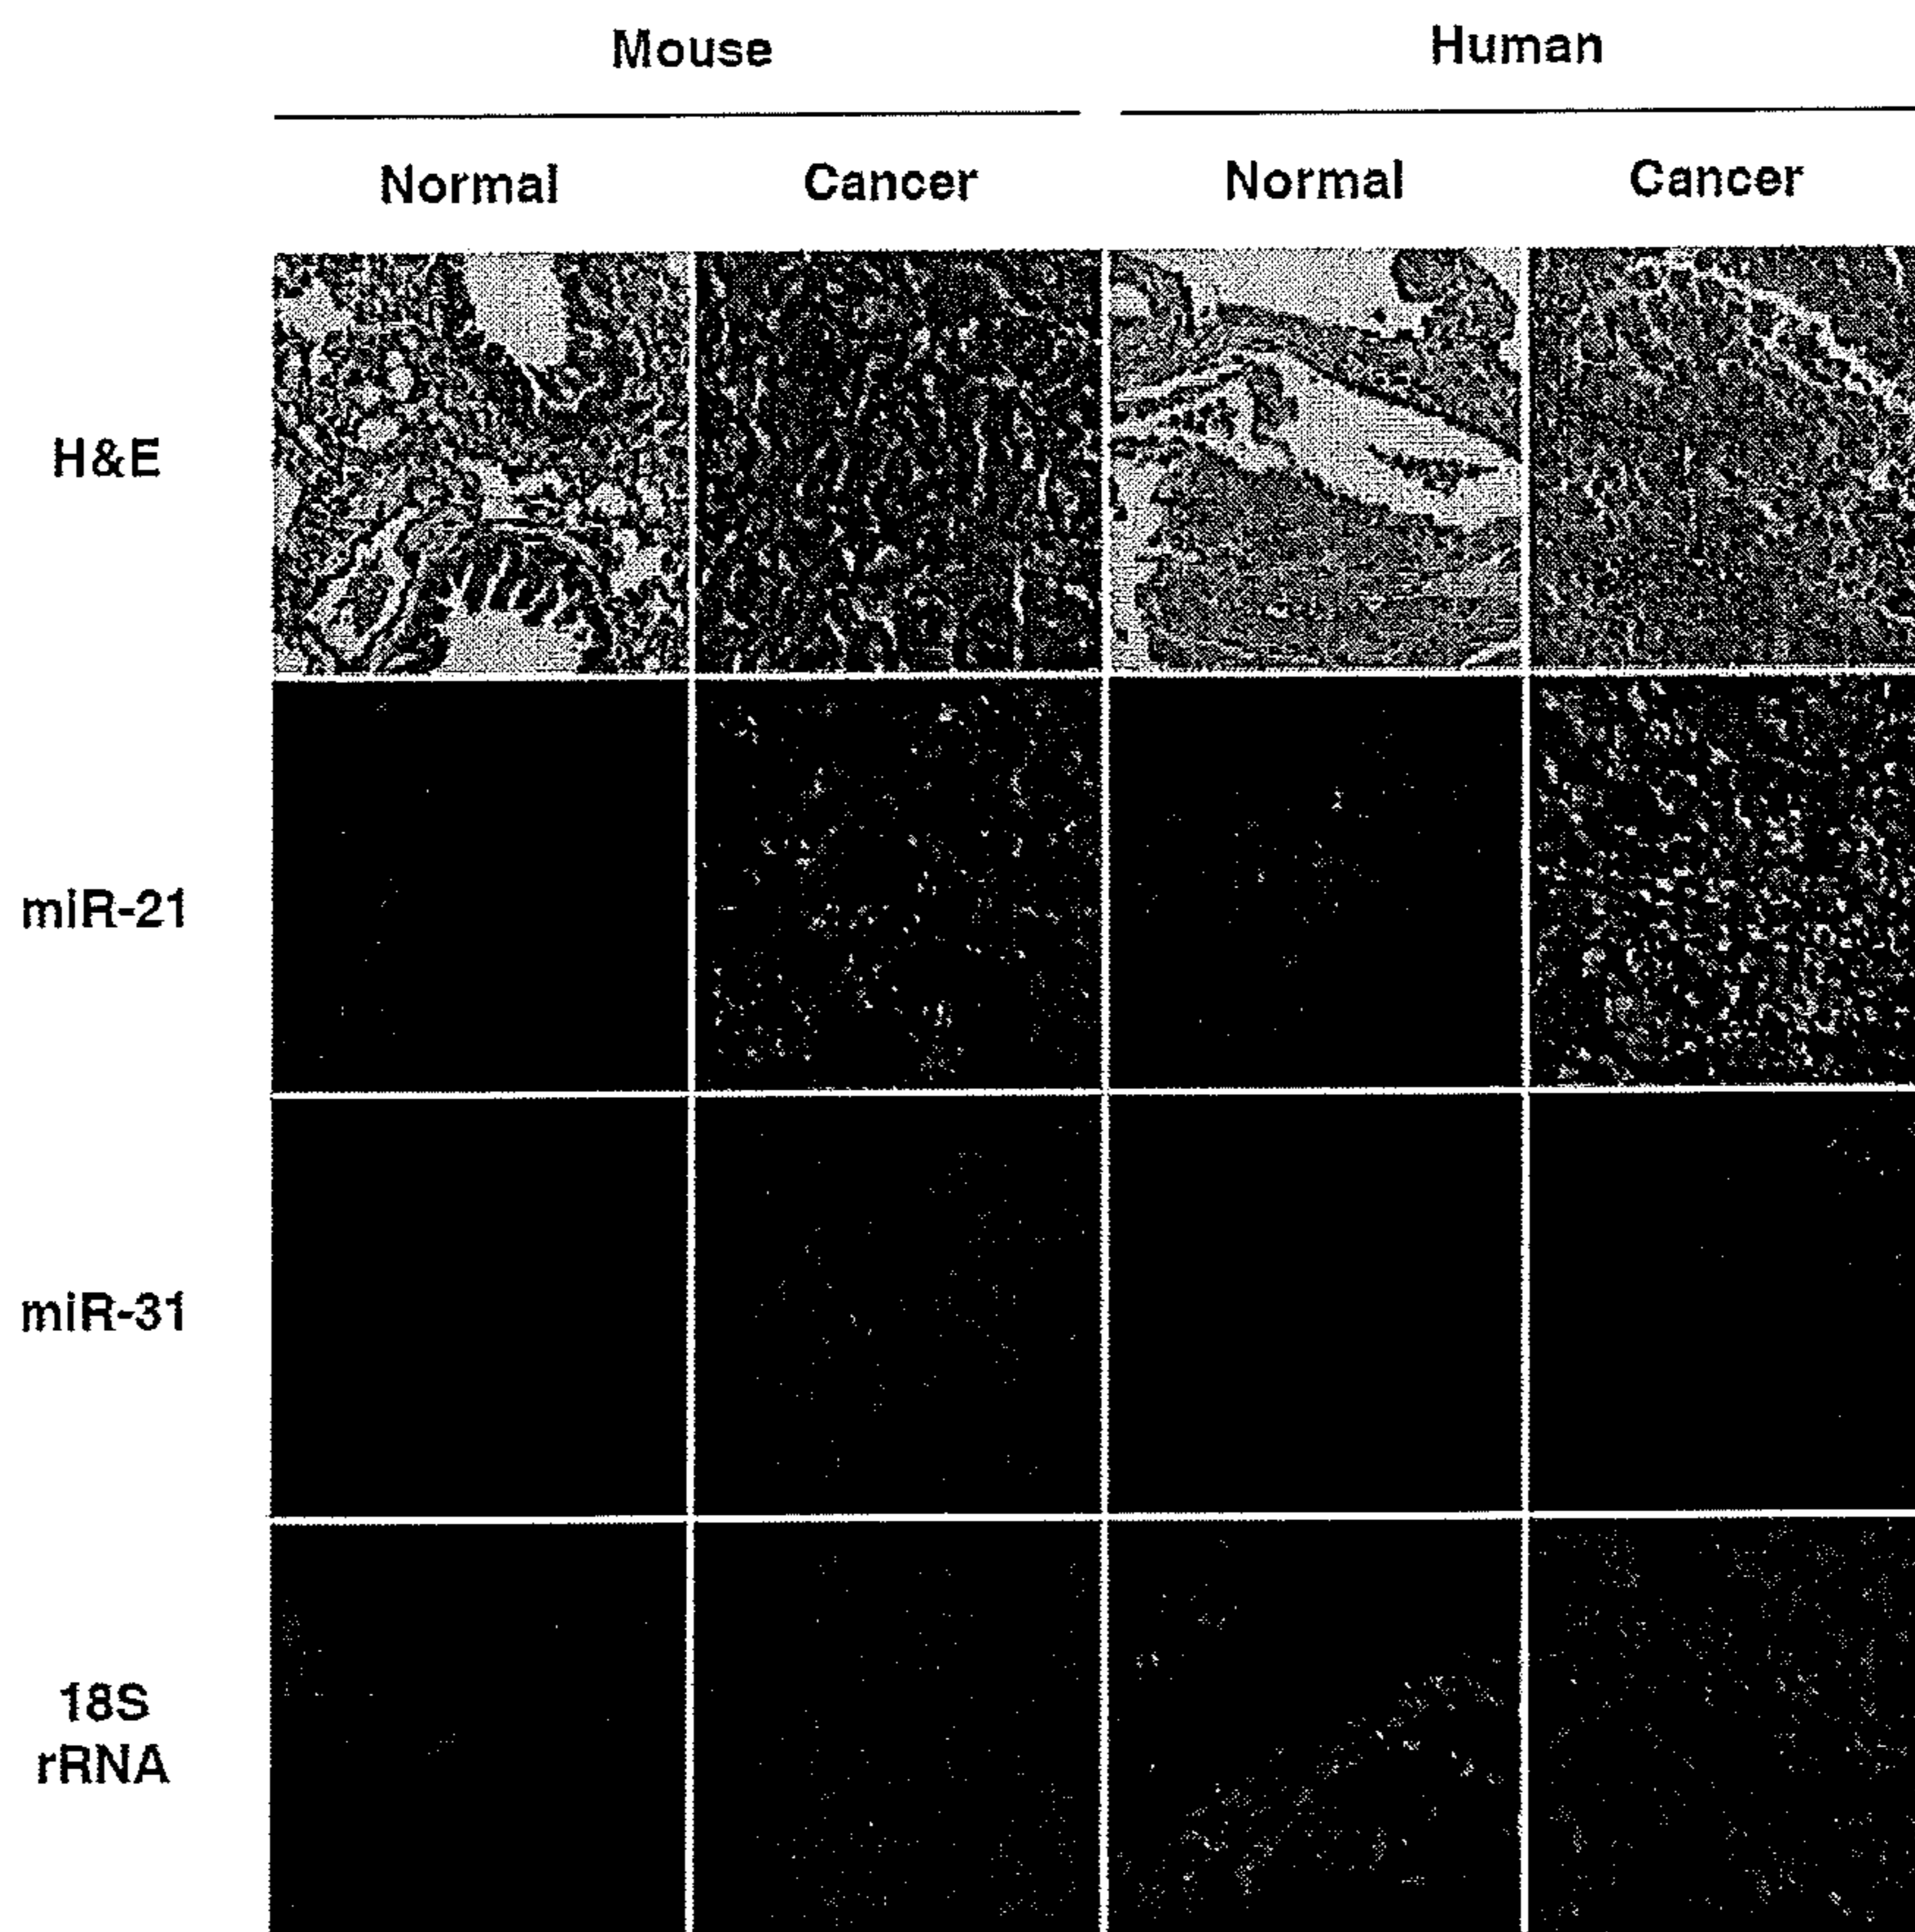 Mouse
Human
Normal
Cancer
Normal
Cancer
H&E
miR-21
miR-31
18S
rRNA